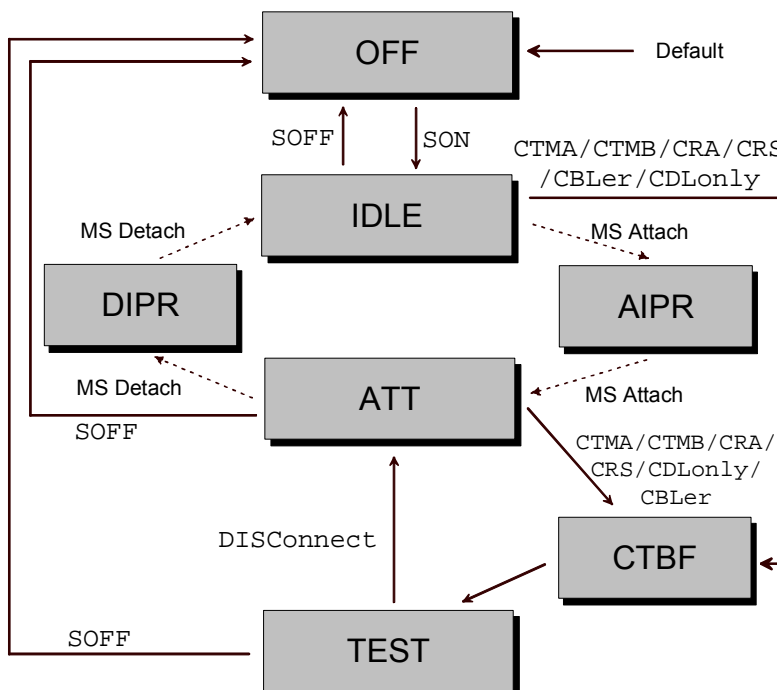 OFF
Default
SOFF
SON
CTMA/CTMB/CRA/CRS
/CBLer/CDLonly
IDLE
MS Detach
MS Attach
DIPR
AIPR
MS Detach
ATT
MS Attach
SOFF
CTMA/CTMB/CRA/
CRS/CDLonly/
CBLer
DISConnect
CTBF
SOFF
TEST